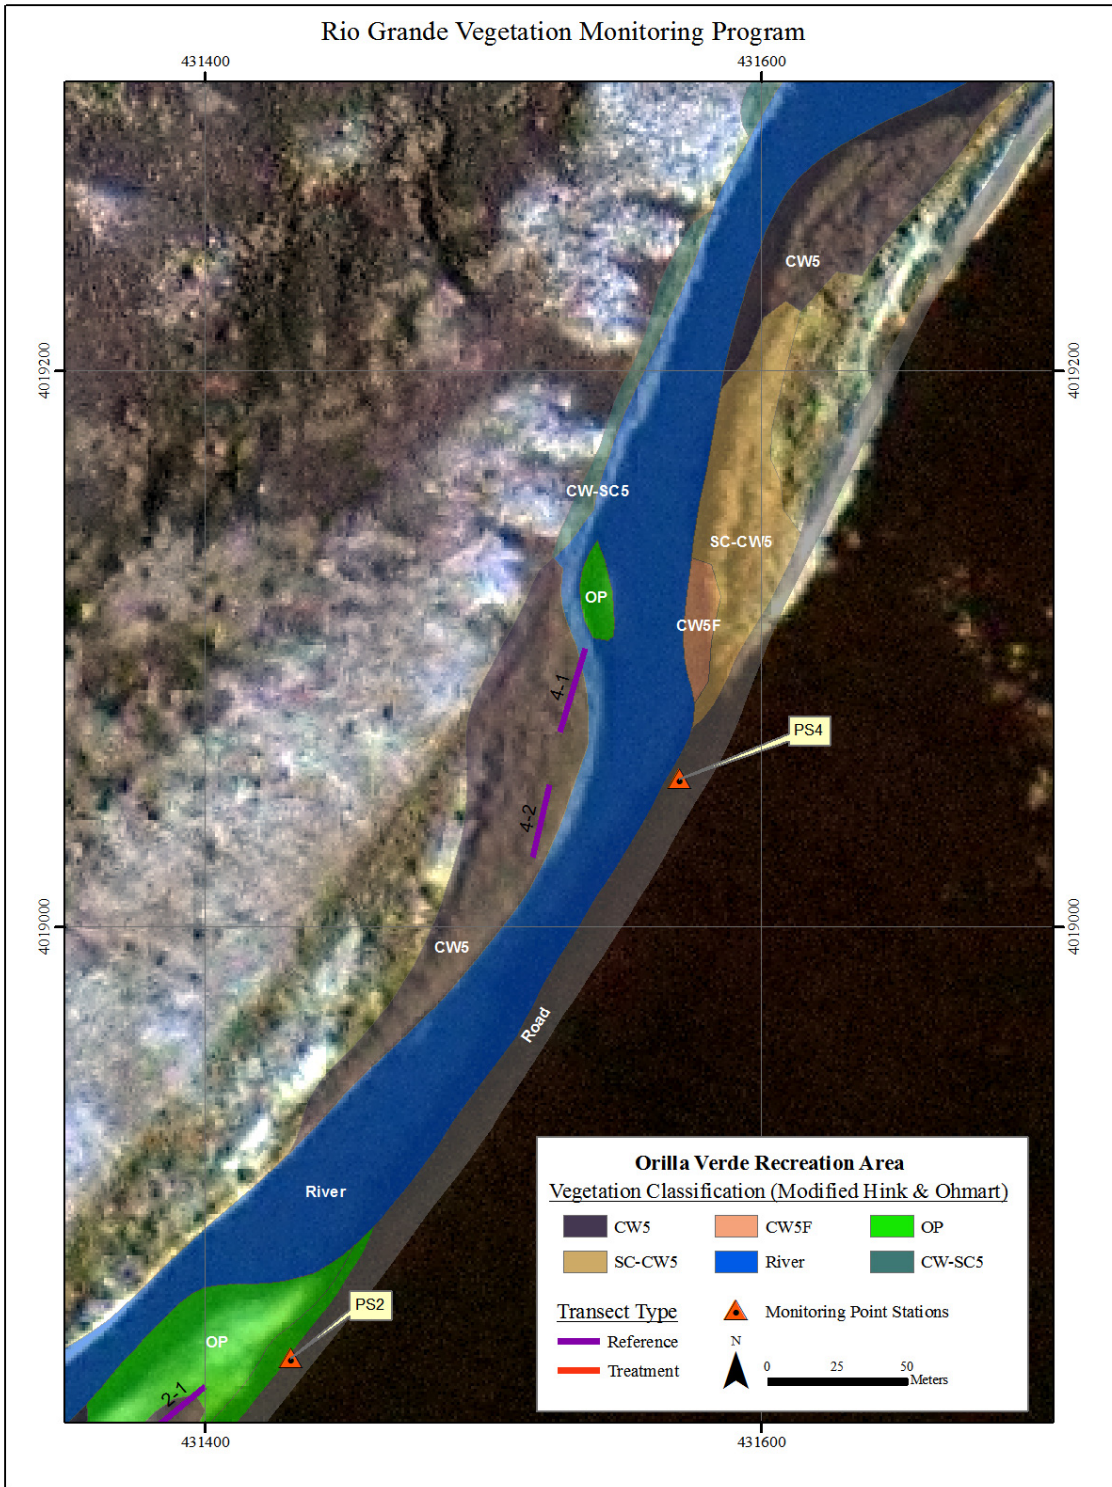 Rio Grande Vegetation Monitoring Program
431400
431600
CW5
4019200
4019200
CW-SC5
SC-CW5
OP
CW5F
4-1
PS4
4-2
4019000
4019000
CW5
Road
River
PS2
OP
2-1
Orilla Verde Recreation Area
Vegetation Classification (Modified Hink & Ohmart)
CW5
CW5F
OP
SC-CW5
River
CW-SC5
Transect Type
Monitoring Point Stations
Reference
Treatment
N
0 25 50
Meters
431400
431600